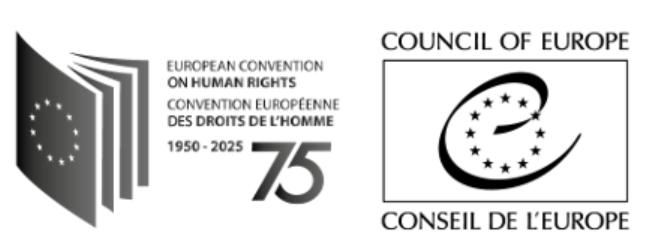 EUROPEAN CONVENTION
ON HUMAN RIGHTS
CONVENTION EUROPÉENNE
DES DROITS DE L'HOMME
1950 - 2025
75
COUNCIL OF EUROPE
CONSEIL DE L'EUROPE